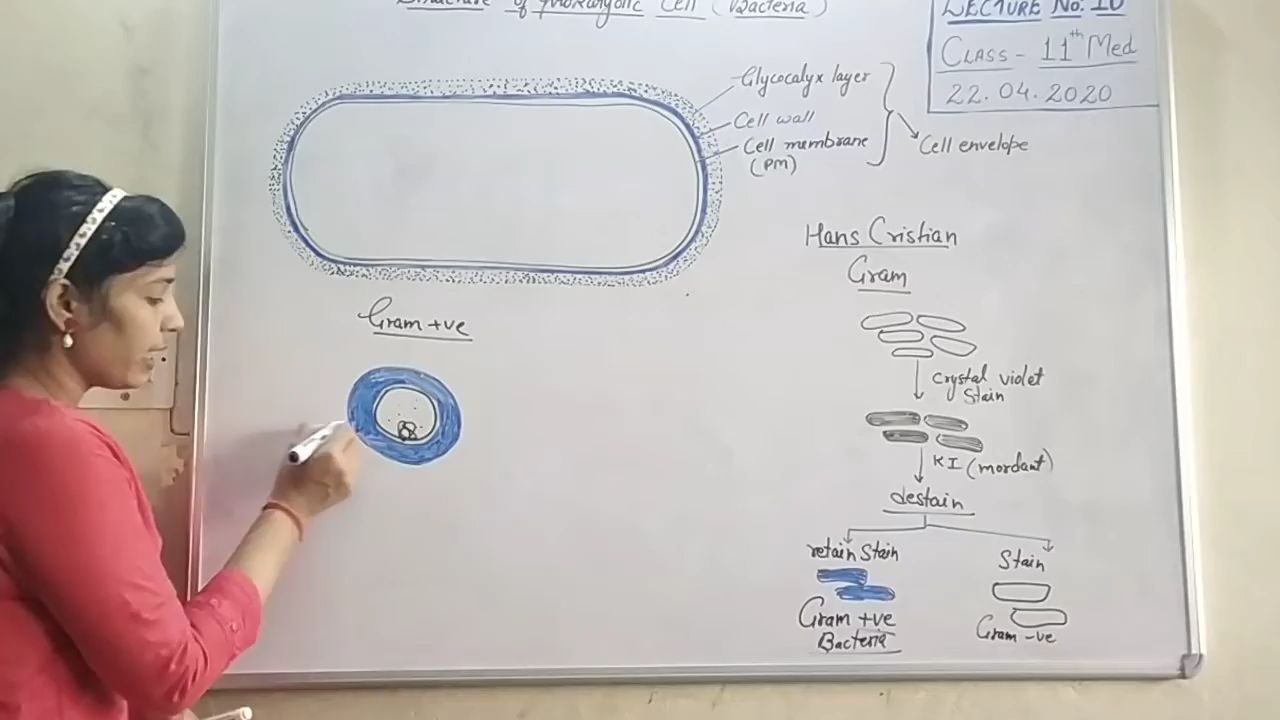 Structure of Prokaryotic Cell (Bacteria)
LECTURE No: 10
CLASS - 11th Med
22.04.2020
Glycocalyx layer
Cell wall
Cell membrane
(PM)
Cell envelope
Hans Cristian
Gram
Gram +ve
Crystal violet
Stain
KI (mordant)
destain
retain Stain
Stain
Gram +ve
Bacteria
Gram -ve